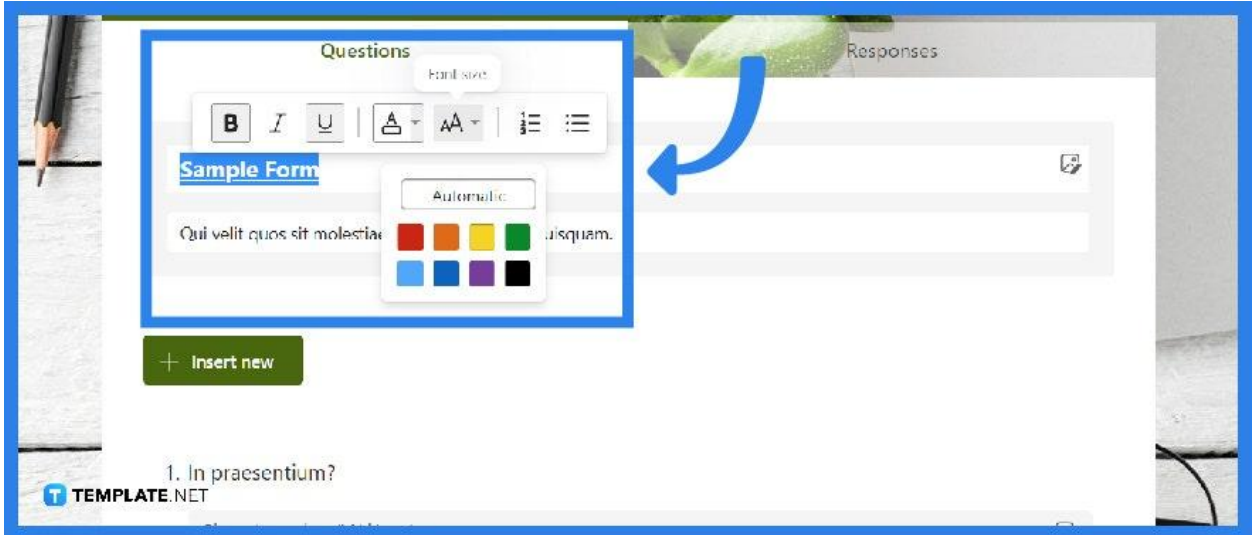 Questions
Responses
Font size
B I U A AA
Sample Form
Automatic
Qui velit quos sit molestiae uisquam.
+ Insert new
1. In praesentium?
T TEMPLATE.NET